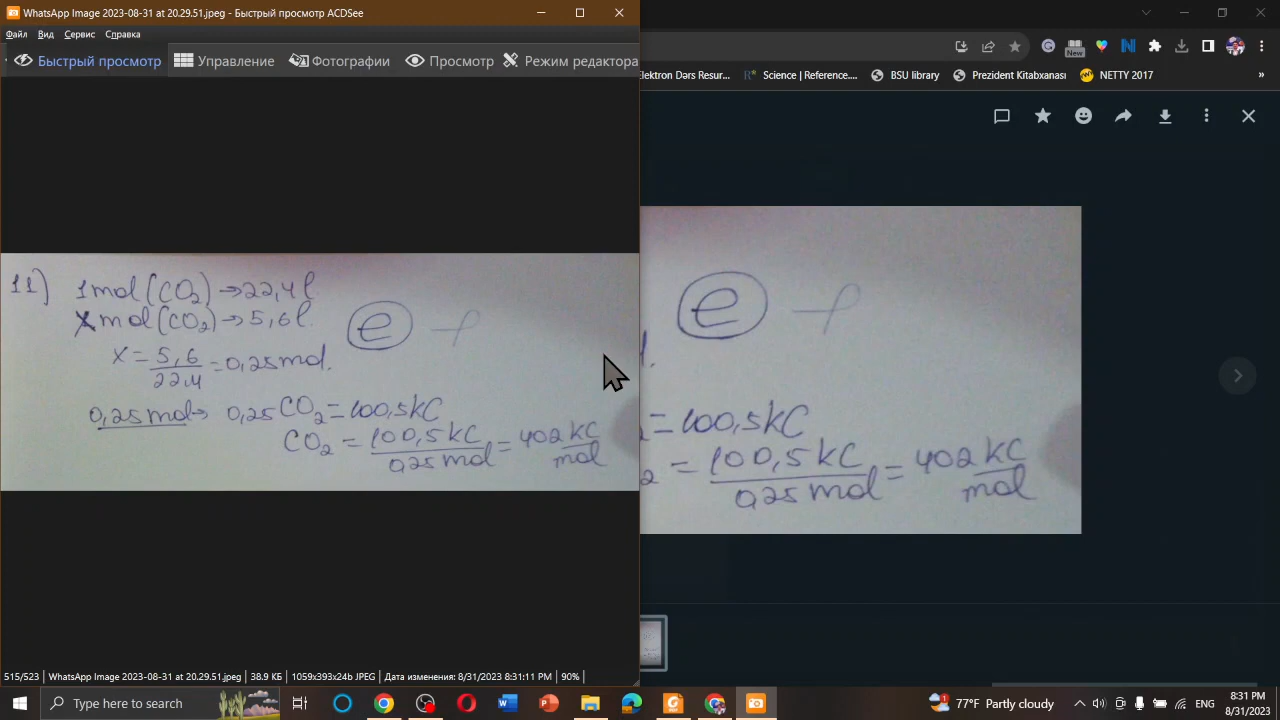 WhatsApp Image 2023-08-31 at 20.29.51.jpeg - Быстрый просмотр ACDSee
Файл Вид Сервис Справка
Быстрый просмотр Управление Фотографии Просмотр Режим редактора
Elektron Dərs Resur... Science | Reference.... BSU library Prezident Kitabxanası NETTY 2017 »
New
11) 1 mol (CO₂) → 22,4 l
x mol (CO₂) → 5,6 l.
e +
x = 5,6 / 22,4 = 0,25 mol.
0,25 mol → 0,25 CO₂ = 100,5 kC
CO₂ = 100,5 kC / 0,25 mol = 402 kC / mol
e +
l.
2 = 100,5 kC
2 = 100,5 kC / 0,25 mol = 402 kC / mol
515/523 | WhatsApp Image 2023-08-31 at 20.29.51.jpeg | 38.9 КБ | 1059x393x24b JPEG | Дата изменения: 8/31/2023 8:31:11 PM | 90%
Type here to search
1 77°F Partly cloudy ENG 8:31 PM
8/31/2023